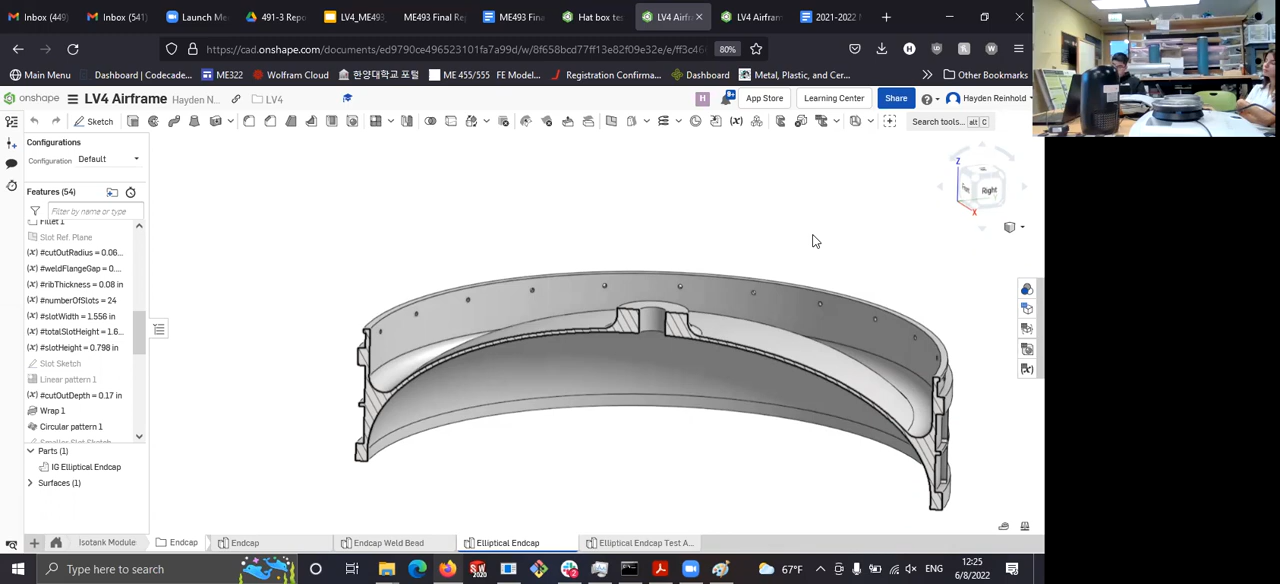 Inbox (449)
Inbox (541)
Launch Me
491-3 Repo
LV4_ME493
ME493 Final Re
ME493 Fina
Hat box te
LV4 Airfr
LV4 Airfram
2021-2022
https://cad.onshape.com/documents/ed9790ce496523101fa7a99d/w/8f658bcd77ff13e82f09e32e/e/ff3c46
80%
Main Menu
Dashboard | Codecade...
ME322
Wolfram Cloud
한양대학교 포털
ME 455/555
FE Model...
Registration Confirma...
Dashboard
Metal, Plastic, and Cer...
Other Bookmarks
onshape
LV4 Airframe
Hayden N...
LV4
App Store
Learning Center
Share
Hayden Reinhold
Sketch
Search tools...
alt C
Configurations
Configuration Default
Features (54)
Filter by name or type
Fillet 1
Slot Ref. Plane
(x) #cutOutRadius = 0.06...
(x) #weldFlangeGap = 0....
(x) #ribThickness = 0.08 in
(x) #numberOfSlots = 24
(x) #slotWidth = 1.556 in
(x) #totalSlotHeight = 1.6...
(x) #slotHeight = 0.798 in
Slot Sketch
Linear pattern 1
(x) #cutOutDepth = 0.17 in
Wrap 1
Circular pattern 1
Smaller Slot Sketch
Parts (1)
IG Elliptical Endcap
Surfaces (1)
Z
Right
X
Isotank Module
Endcap
Endcap
Endcap Weld Bead
Elliptical Endcap
Elliptical Endcap Test A...
Type here to search
67°F
ENG
12:25
6/8/2022